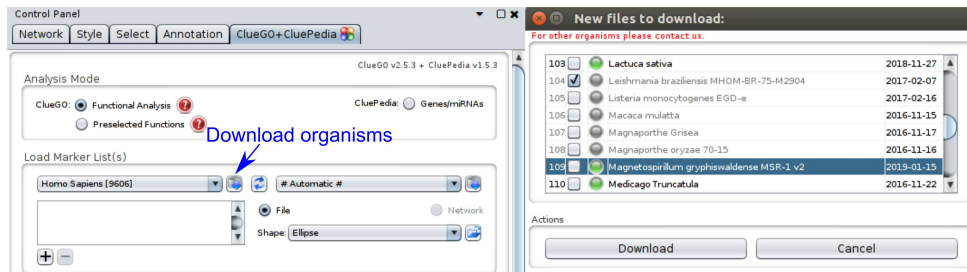 Control Panel
Network Style Select Annotation ClueGO+CluePedia
ClueGO v2.5.3 + CluePedia v1.5.3
Analysis Mode
ClueGO: Functional Analysis ? CluePedia: Genes/miRNAs
Preselected Functions ?
Download organisms
Load Marker List(s)
Homo Sapiens [9606] # Automatic #
File Network
Shape: Ellipse
New files to download:
For other organisms please contact us.
103 Lactuca sativa 2018-11-27
104 Leishmania braziliensis MHOM-BR-75-M2904 2017-02-07
105 Listeria monocytogenes EGD-e 2017-02-16
106 Macaca mulatta 2016-11-15
107 Magnaporthe Grisea 2016-11-17
108 Magnaporthe oryzae 70-15 2016-11-16
109 Magnetospirillum gryphiswaldense MSR-1 v2 2019-01-15
110 Medicago Truncatula 2016-11-22
Actions
Download Cancel